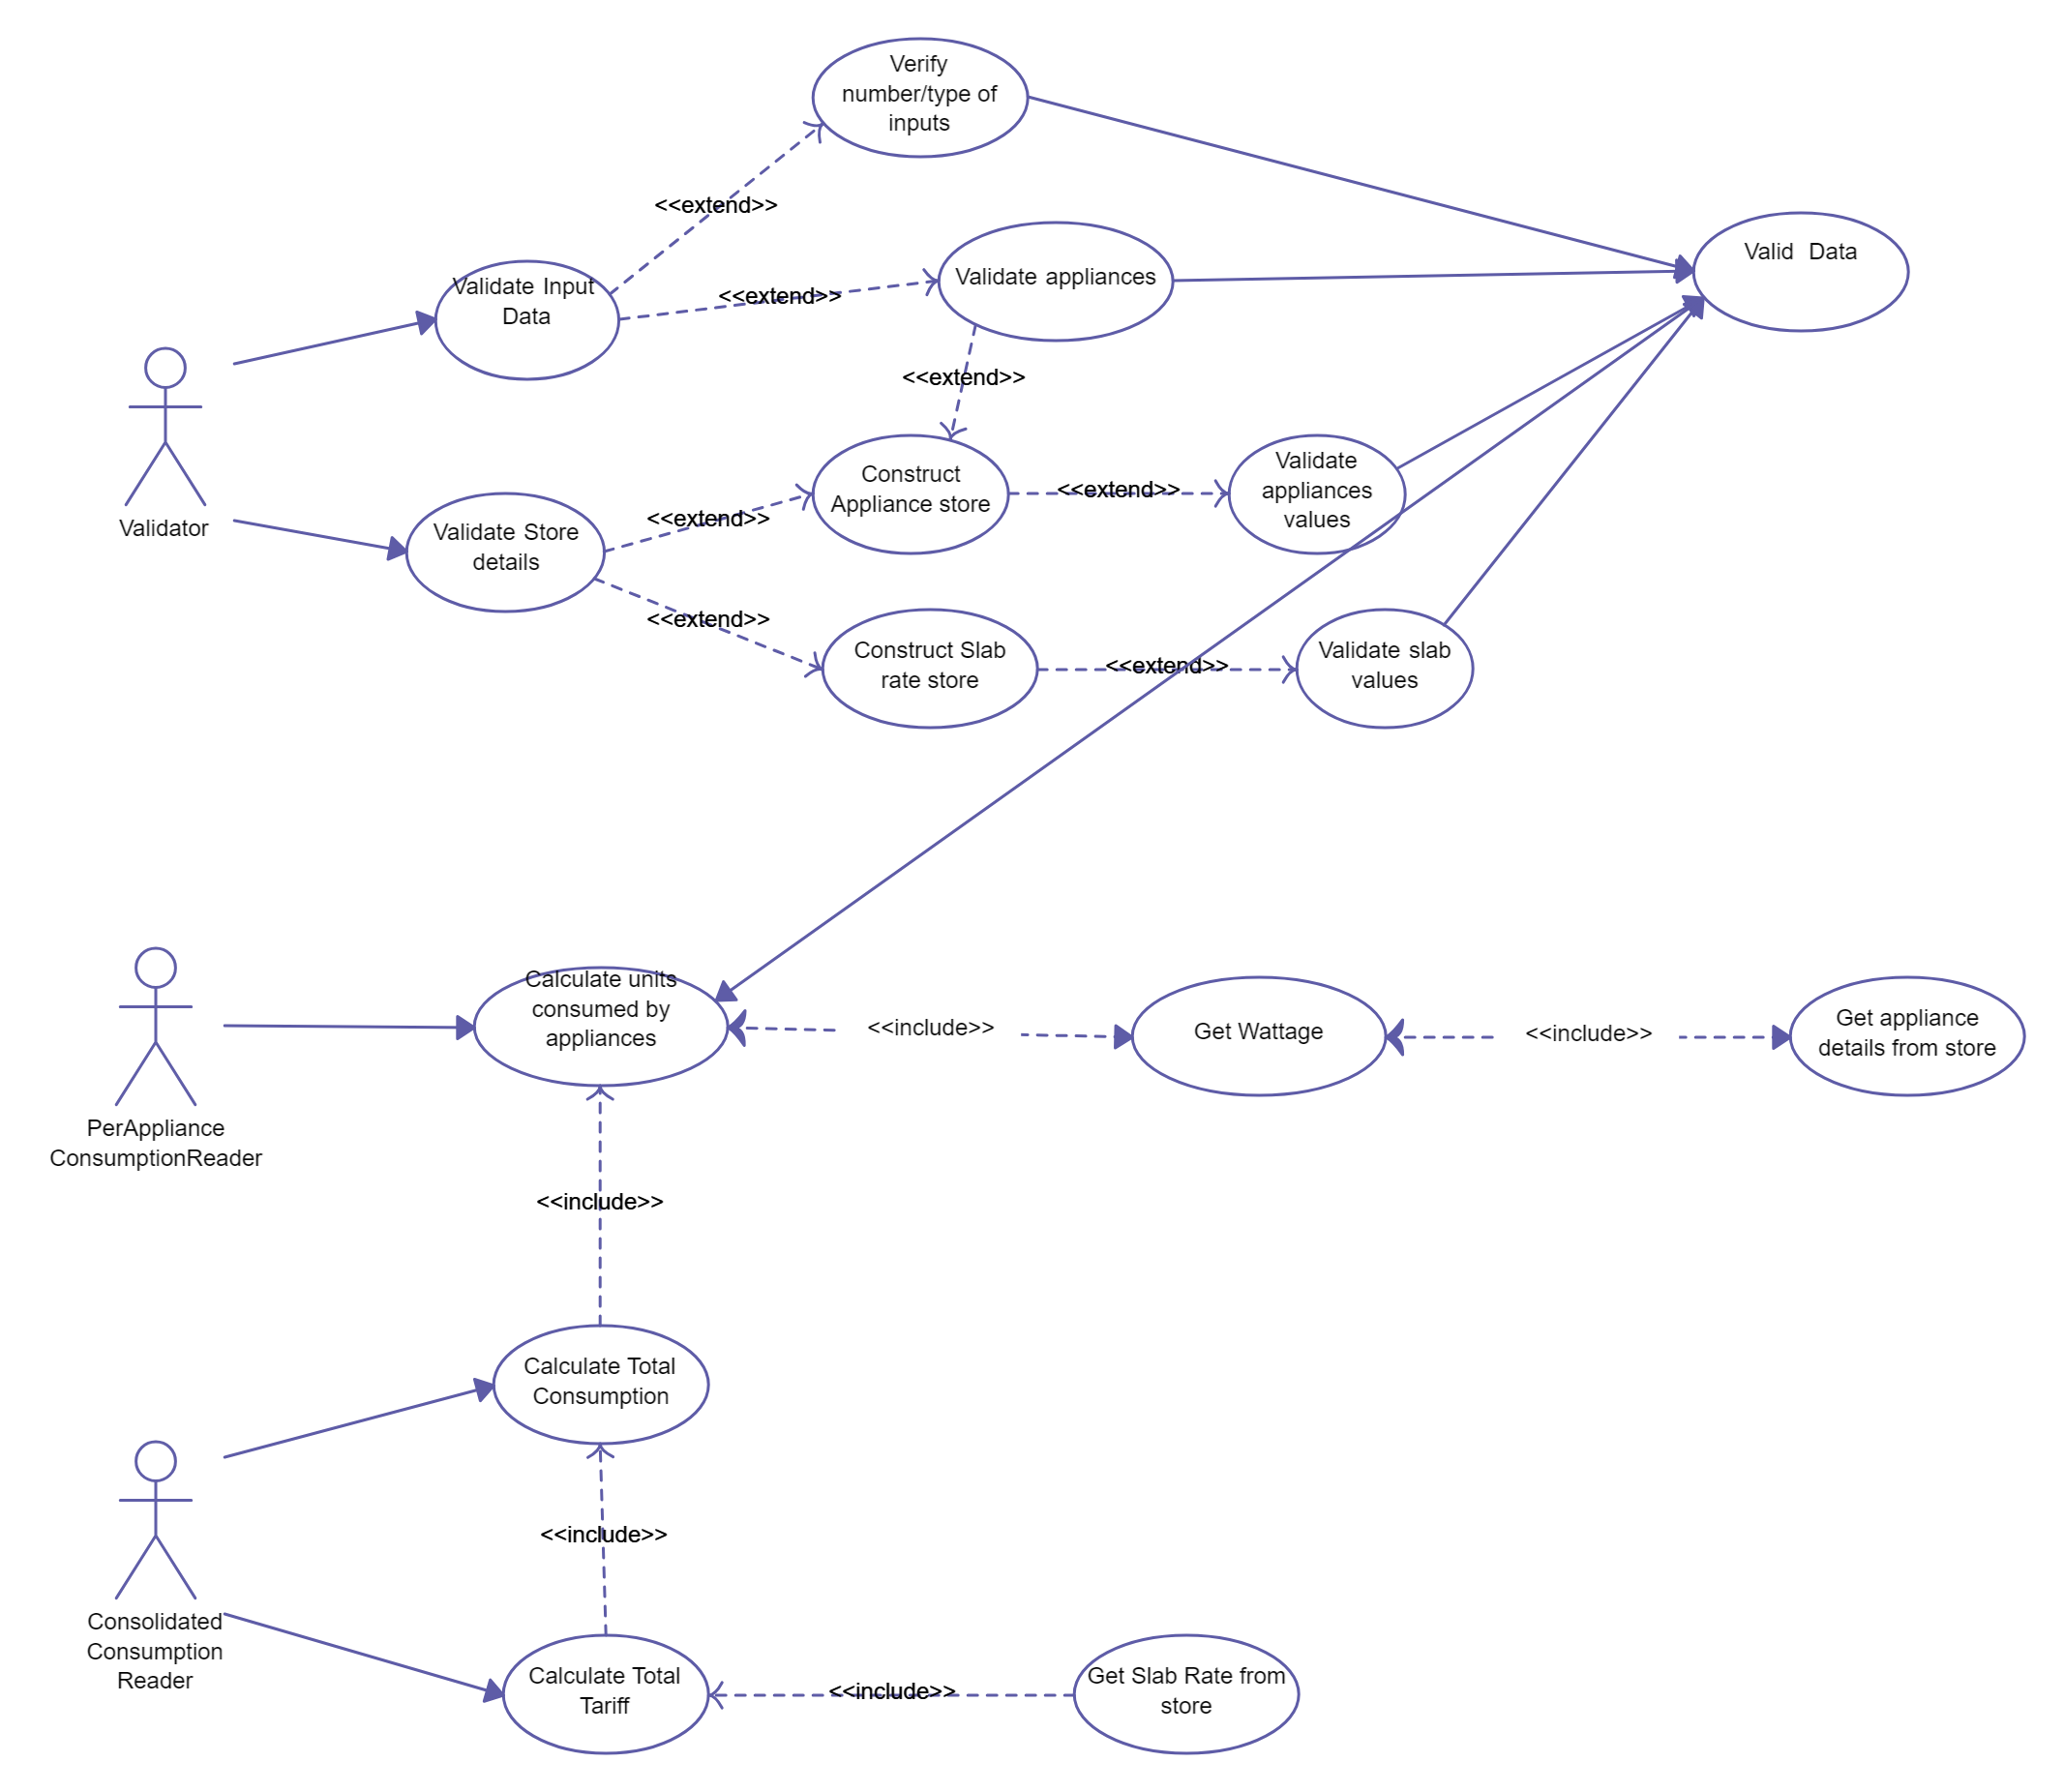 Verify
number/type of
inputs
<<extend>>
Valid  Data
Validate appliances
Validate Input
Data
<<extend>>
<<extend>>
Validator
Validate Store
details
<<extend>>
Construct
Appliance store
<<extend>>
Validate
appliances
values
<<extend>>
Construct Slab
rate store
<<extend>>
Validate slab
values
PerAppliance
ConsumptionReader
Calculate units
consumed by
appliances
<<include>>
Get Wattage
<<include>>
Get appliance
details from store
<<include>>
Calculate Total
Consumption
<<include>>
Consolidated
Consumption
Reader
Calculate Total
Tariff
<<include>>
Get Slab Rate from
store